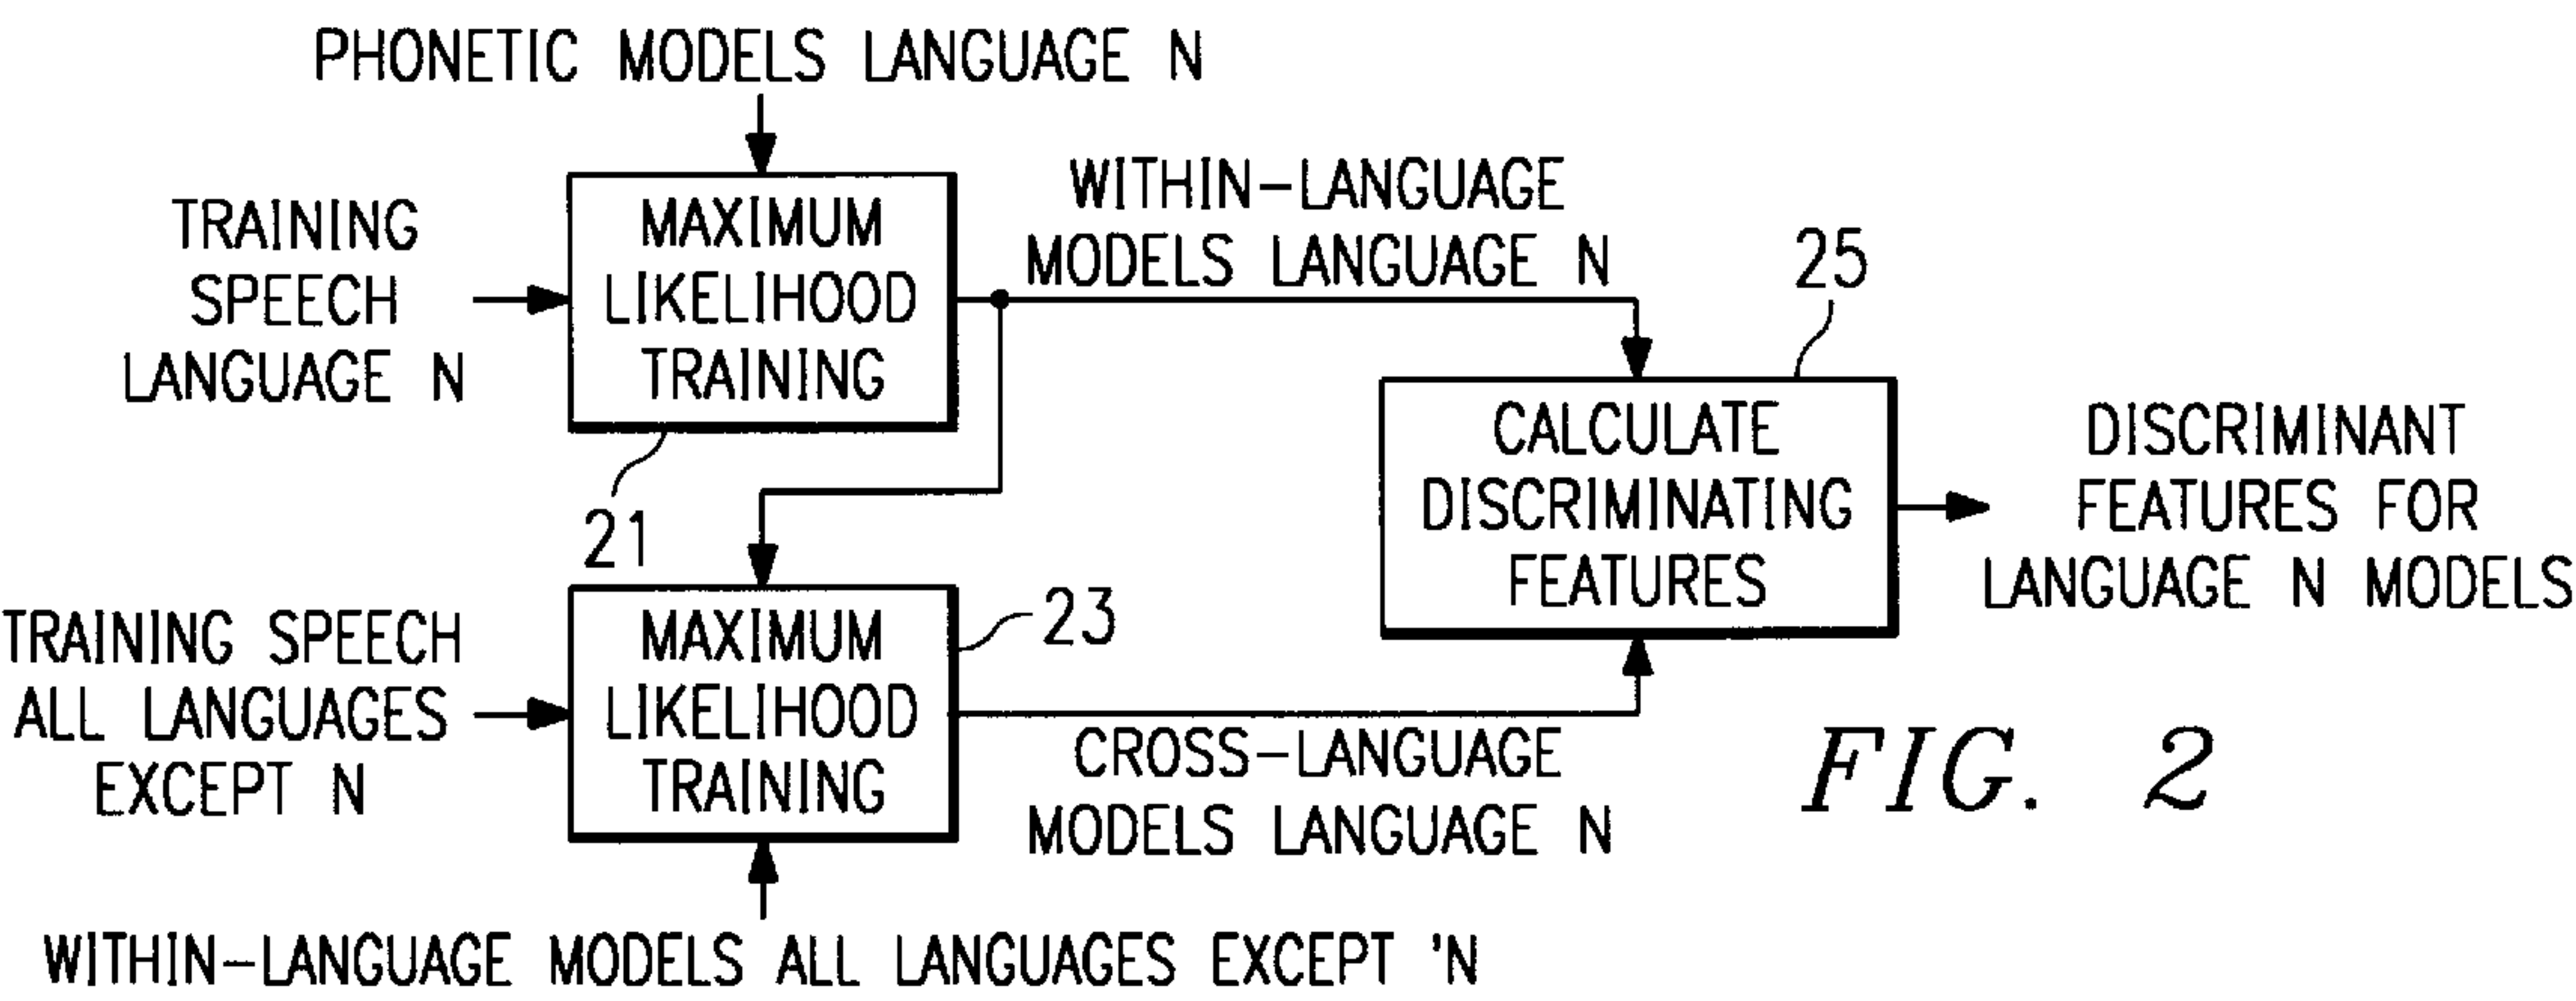 PHONETIC MODELS LANGUAGE N
TRAINING
SPEECH
LANGUAGE N
MAXIMUM
LIKELIHOOD
TRAINING
21
WITHIN-LANGUAGE
MODELS LANGUAGE N
25
CALCULATE
DISCRIMINATING
FEATURES
DISCRIMINANT
FEATURES FOR
LANGUAGE N MODELS
TRAINING SPEECH
ALL LANGUAGES
EXCEPT N
MAXIMUM
LIKELIHOOD
TRAINING
23
CROSS-LANGUAGE
MODELS LANGUAGE N
WITHIN-LANGUAGE MODELS ALL LANGUAGES EXCEPT 'N
FIG. 2